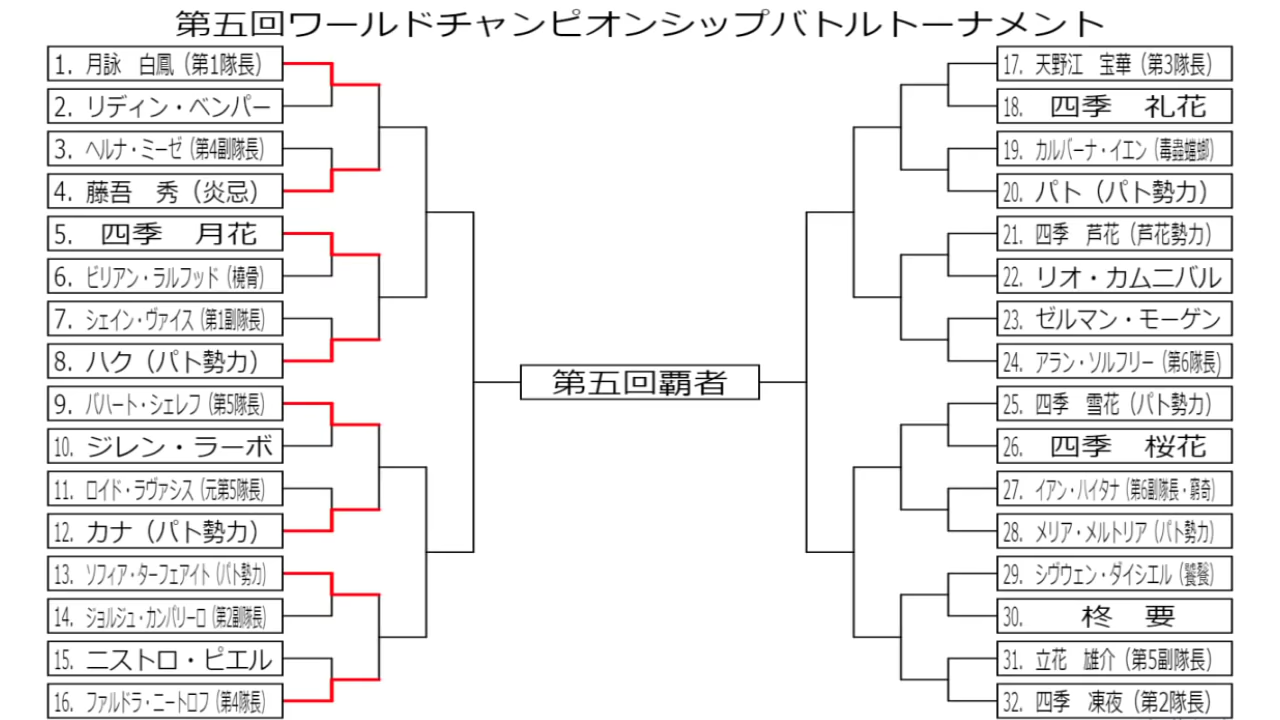 第五回ワールドチャンピオンシップバトルトーナメント
1. 月詠　白鳳（第1隊長）
2. リディン・ベンパー
3. ヘルナ・ミーゼ（第4副隊長）
4. 藤吾　秀（炎忌）
5. 四季　月花
6. ビリアン・ラルフッド（橈骨）
7. シェイン・ヴァイス（第1副隊長）
8. ハク（パト勢力）
9. バハート・シェレフ（第5隊長）
10. ジレン・ラーボ
11. ロイド・ラヴァシス（元第5隊長）
12. カナ（パト勢力）
13. ソフィア・ターフェアイト（パト勢力）
14. ジョルジュ・カンパリーロ（第2副隊長）
15. ニストロ・ピエル
16. ファルドラ・ニートロフ（第4隊長）
第五回覇者
17. 天野江　宝華（第3隊長）
18. 四季　礼花
19. カルバーナ・イエン（毒蟲蟷螂）
20. パト（パト勢力）
21. 四季　芦花（芦花勢力）
22. リオ・カムニバル
23. ゼルマン・モーゲン
24. アラン・ソルフリー（第6隊長）
25. 四季　雪花（パト勢力）
26. 四季　桜花
27. イアン・ハイタナ（第6副隊長・窮奇）
28. メリア・メルトリア（パト勢力）
29. シヴウェン・ダイシエル（饕餮）
30. 柊　要
31. 立花　雄介（第5副隊長）
32. 四季　凍夜（第2隊長）